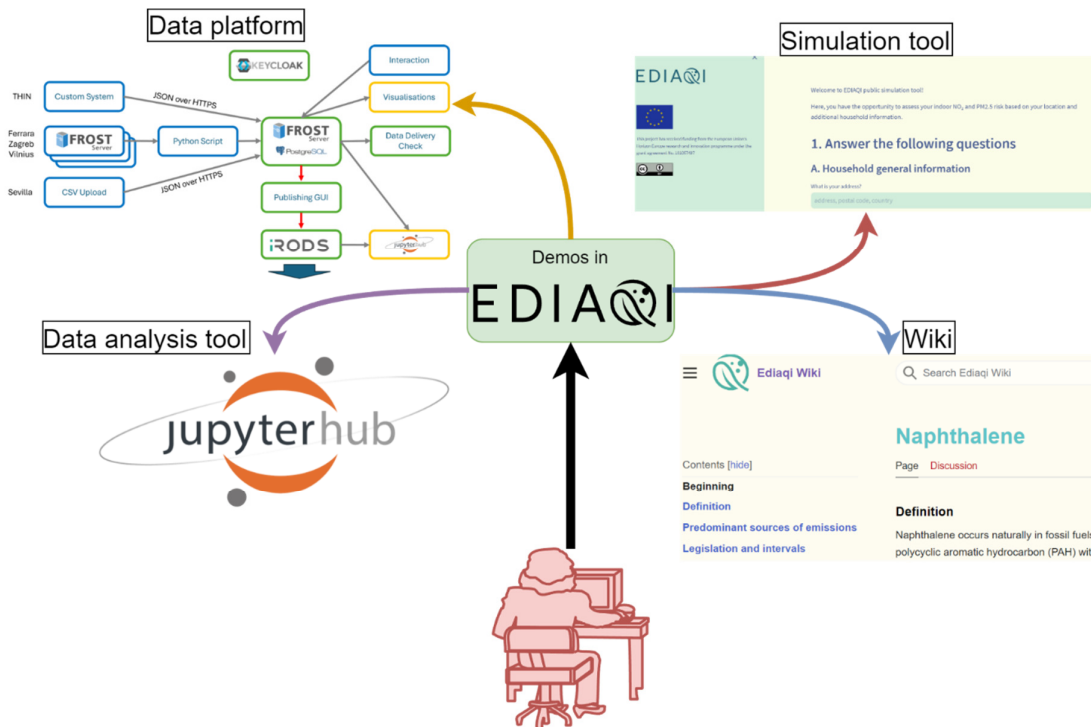 Data platform
KEYCLOAK
Interaction
THIN
Custom System
JSON over HTTPS
Visualisations
Ferrara
Zagreb
Vilnius
FROST
Server
Python Script
FROST
Server
PostgreSQL
Data Delivery
Check
Sevilla
CSV Upload
JSON over HTTPS
Publishing GUI
iRODS
jupyterhub
Simulation tool
EDIAQI
Welcome to EDIAQI public simulation tool!
Here, you have the opportunity to assess your indoor NO₂ and PM2.5 risk based on your location and
additional household information.
1. Answer the following questions
A. Household general information
What is your address?
address, postal code, country
Demos in
EDIAQI
Data analysis tool
jupyterhub
Wiki
Ediaqi Wiki
Search Ediaqi Wiki
Naphthalene
Page Discussion
Contents [hide]
Beginning
Definition
Predominant sources of emissions
Legislation and intervals
Definition
Naphthalene occurs naturally in fossil fuels
polycyclic aromatic hydrocarbon (PAH) wit